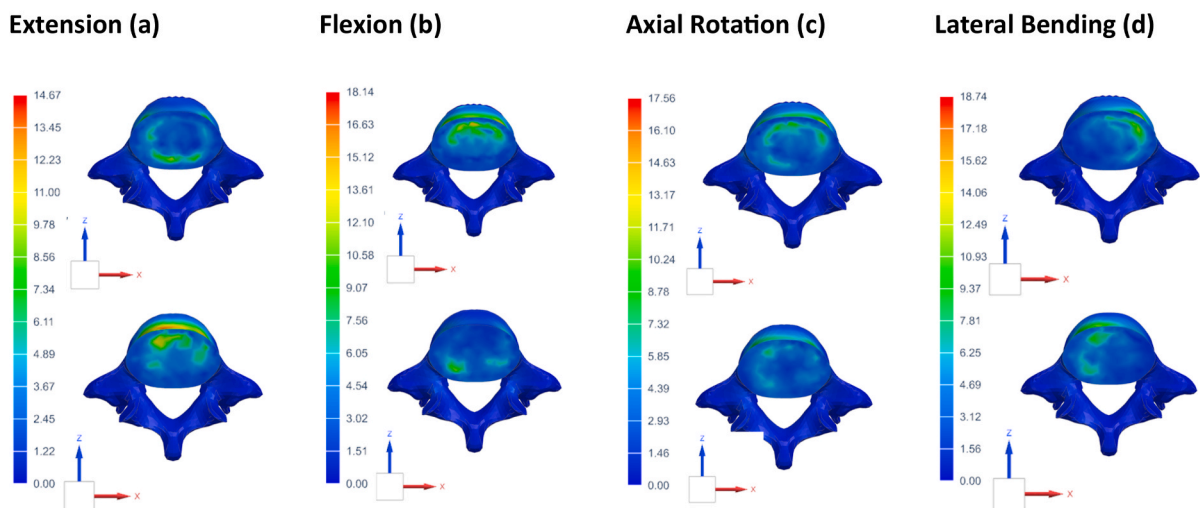 Extension (a)
Flexion (b)
Axial Rotation (c)
Lateral Bending (d)
14.67
13.45
12.23
11.00
9.78
8.56
7.34
6.11
4.89
3.67
2.45
1.22
0.00
Z
X
Z
X
18.14
16.63
15.12
13.61
12.10
10.58
9.07
7.56
6.05
4.54
3.02
1.51
0.00
Z
X
Z
X
17.56
16.10
14.63
13.17
11.71
10.24
8.78
7.32
5.85
4.39
2.93
1.46
0.00
Z
X
Z
X
18.74
17.18
15.62
14.06
12.49
10.93
9.37
7.81
6.25
4.69
3.12
1.56
0.00
Z
X
Z
X